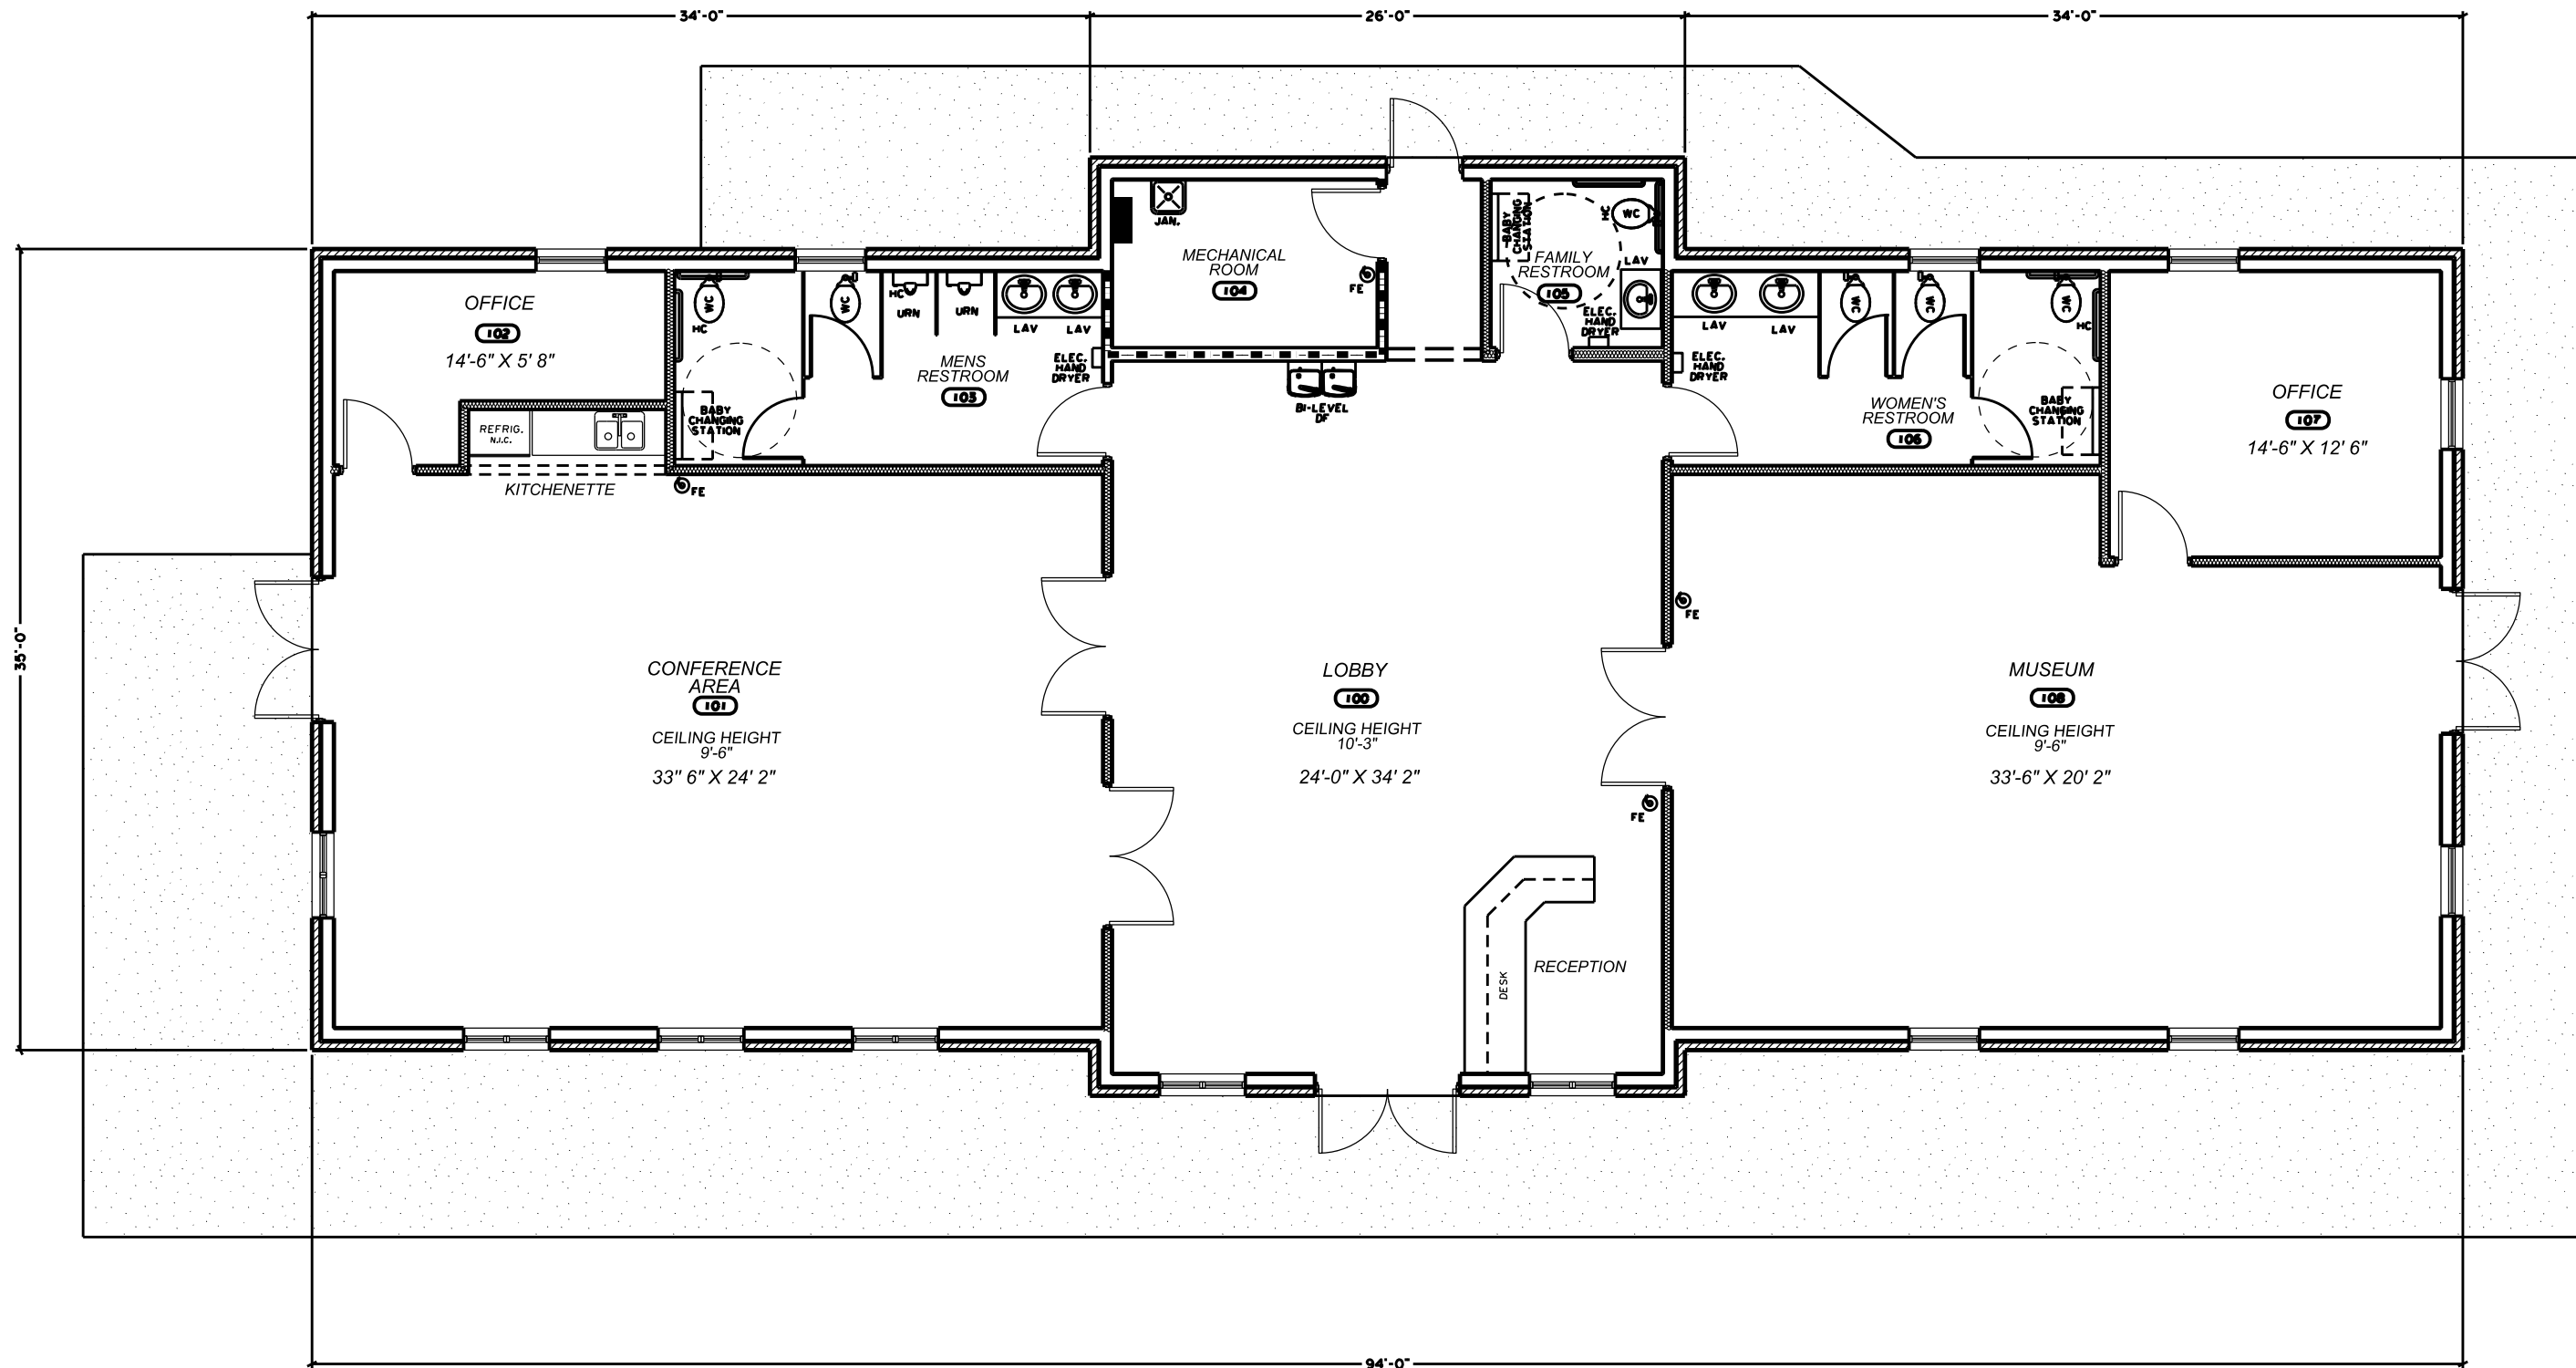 34'-0"
26'-0"
34'-0"
JAN.
MECHANICAL
ROOM
104
FE
BABY
CHANGING
STATION
HC
WC
FAMILY
RESTROOM
105
LAV
ELEC.
HAND
DRYER
OFFICE
102
14'-6" X 5' 8"
REFRIG.
N.I.C.
KITCHENETTE
WC
HC
BABY
CHANGING
STATION
WC
HC
URN
URN
LAV
LAV
MENS
RESTROOM
103
ELEC.
HAND
DRYER
FE
BI-LEVEL
DF
LAV
LAV
ELEC.
HAND
DRYER
WC
WC
WC
HC
WOMEN'S
RESTROOM
106
BABY
CHANGING
STATION
OFFICE
107
14'-6" X 12' 6"
FE
35'-0"
CONFERENCE
AREA
101
CEILING HEIGHT
9'-6"
33" 6" X 24' 2"
LOBBY
100
CEILING HEIGHT
10'-3"
24'-0" X 34' 2"
FE
MUSEUM
108
CEILING HEIGHT
9'-6"
33'-6" X 20' 2"
DESK
RECEPTION
94'-0"